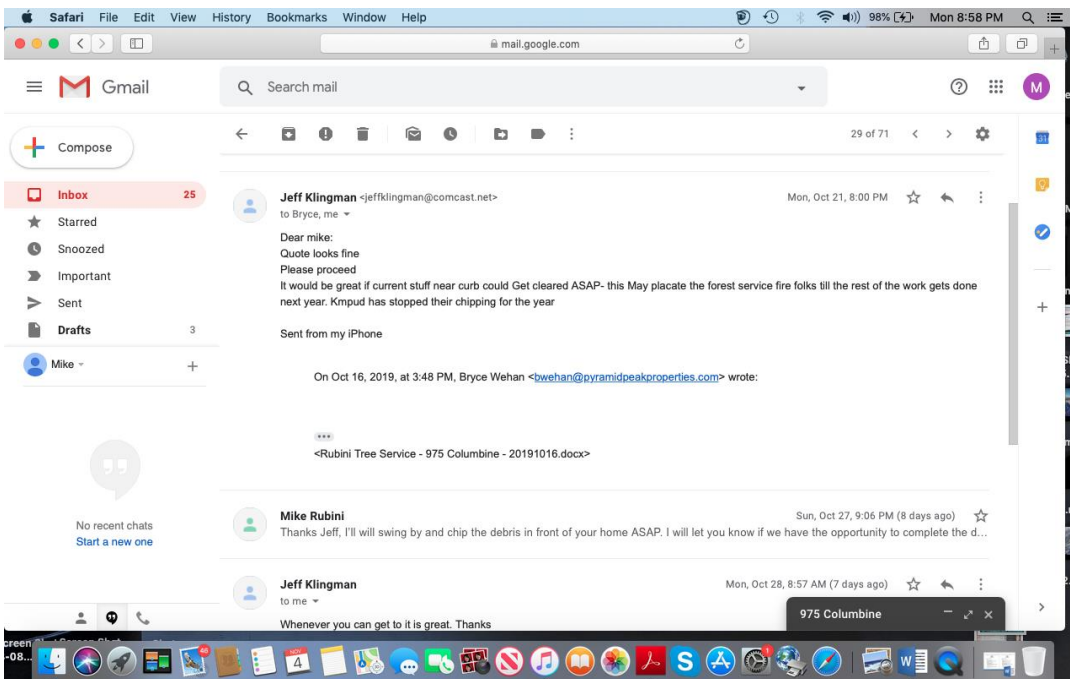 Safari File Edit View History Bookmarks Window Help 98% Mon 8:58 PM
mail.google.com
Gmail Search mail M
Compose 29 of 71
Inbox 25
Starred
Snoozed
Important
Sent
Drafts 3
Mike
No recent chats
Start a new one
Jeff Klingman <jeffklingman@comcast.net> Mon, Oct 21, 8:00 PM
to Bryce, me
Dear mike:
Quote looks fine
Please proceed
It would be great if current stuff near curb could Get cleared ASAP- this May placate the forest service fire folks till the rest of the work gets done
next year. Kmpud has stopped their chipping for the year
Sent from my iPhone
On Oct 16, 2019, at 3:48 PM, Bryce Wehan <bwehan@pyramidpeakproperties.com> wrote:
<Rubini Tree Service - 975 Columbine - 20191016.docx>
Mike Rubini Sun, Oct 27, 9:06 PM (8 days ago)
Thanks Jeff, I'll will swing by and chip the debris in front of your home ASAP. I will let you know if we have the opportunity to complete the d...
Jeff Klingman Mon, Oct 28, 8:57 AM (7 days ago)
to me
Whenever you can get to it is great. Thanks
975 Columbine
31
NOV
4
46
1